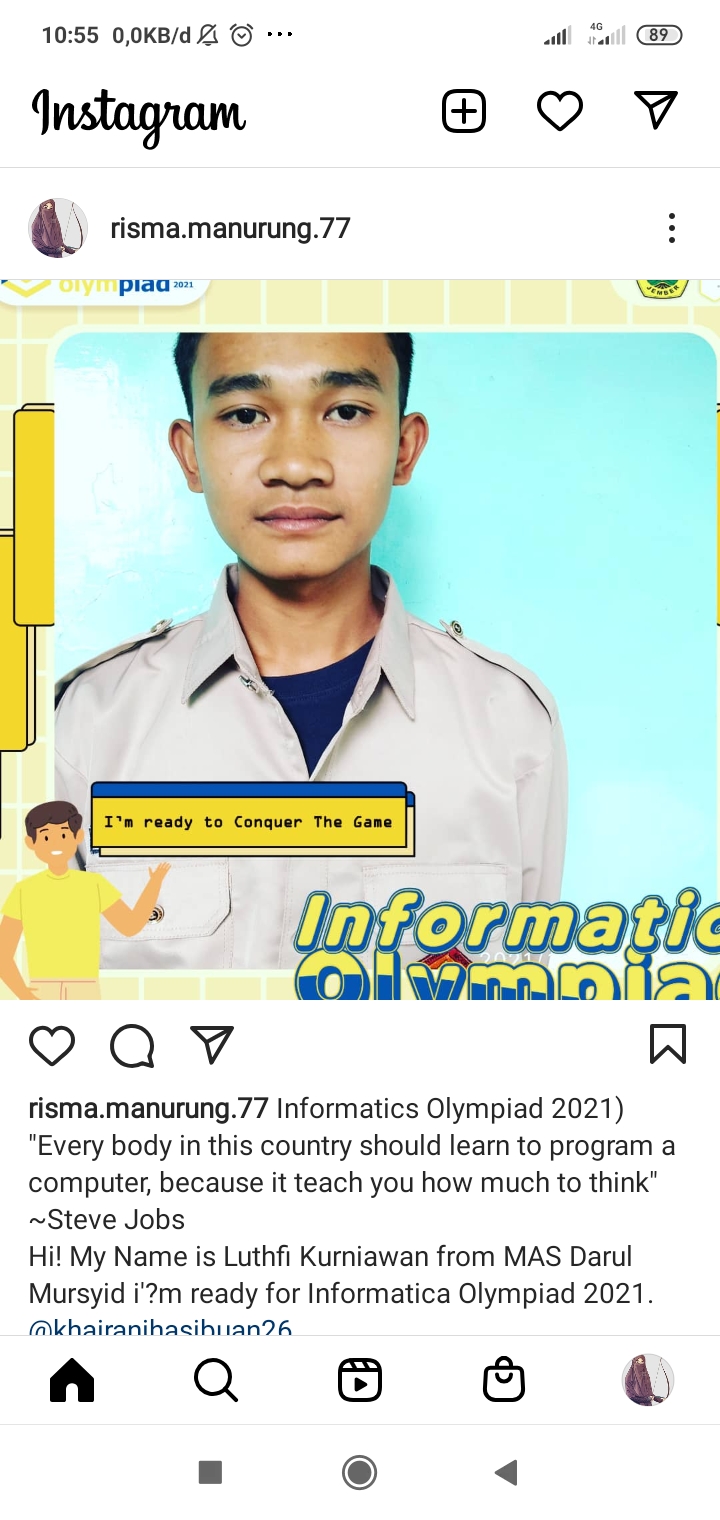 10:55 0,0KB/d 4G 89
Instagram
risma.manurung.77
olympiad 2021
JEMBER
I'm ready to Conquer The Game
Informatic
2021/
Olympia
risma.manurung.77 Informatics Olympiad 2021)
"Every body in this country should learn to program a
computer, because it teach you how much to think"
~Steve Jobs
Hi! My Name is Luthfi Kurniawan from MAS Darul
Mursyid i'?m ready for Informatica Olympiad 2021.
@khairanihasibuan26